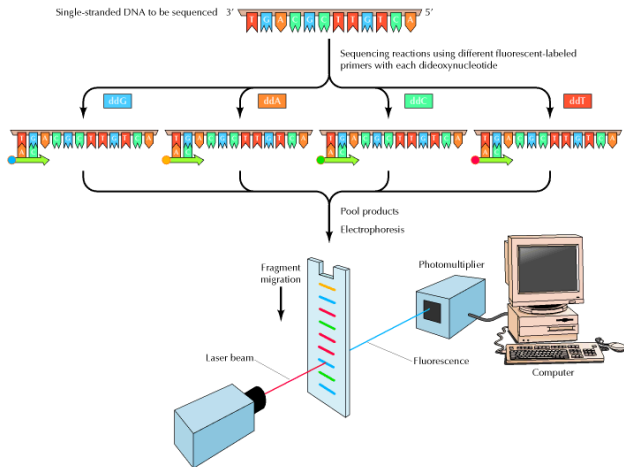 Single-stranded DNA to be sequenced 3′ T G A C G C T T G T C A 5′
Sequencing reactions using different fluorescent-labeled
primers with each dideoxynucleotide
ddG ddA ddC ddT
T G A C G C T T G T C A T G A C G C T T G T C A T G A C G C T T G T C A T G A C G C T T G T C A
A C A C A C A C
Pool products
Electrophoresis
Fragment
migration
Photomultiplier
Laser beam
Fluorescence
Computer